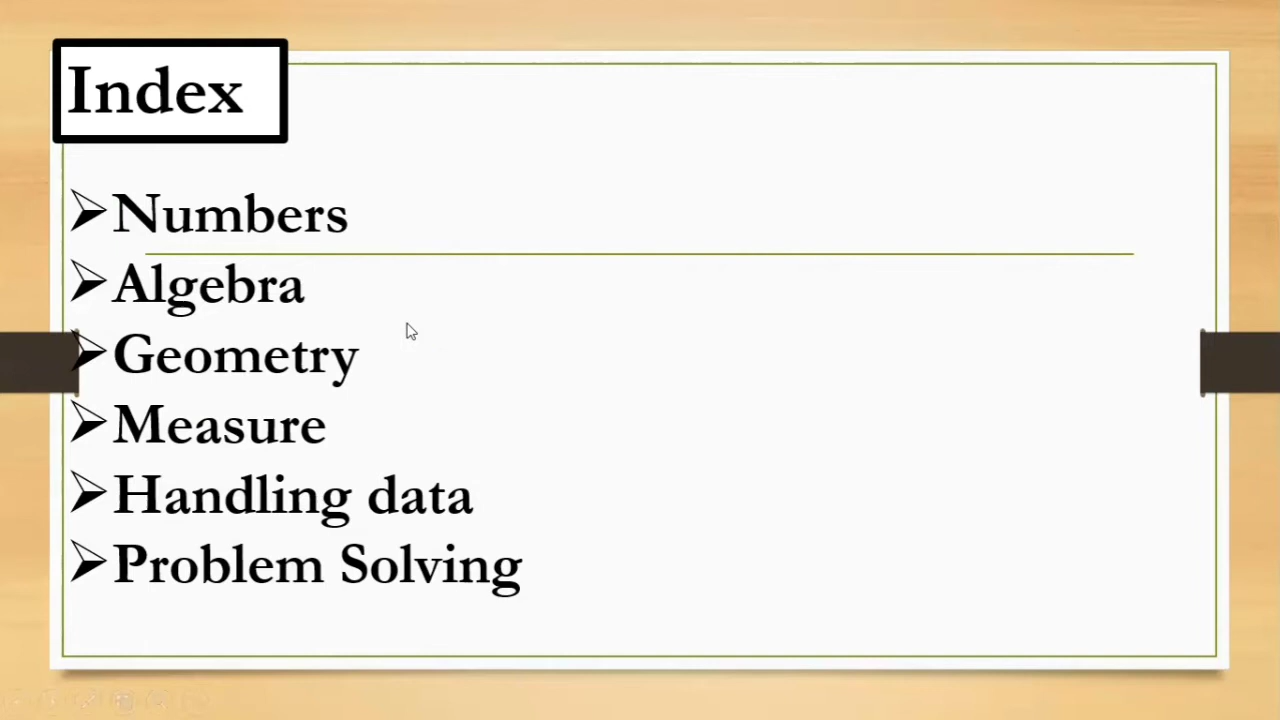 Index
Numbers
Algebra
Geometry
Measure
Handling data
Problem Solving